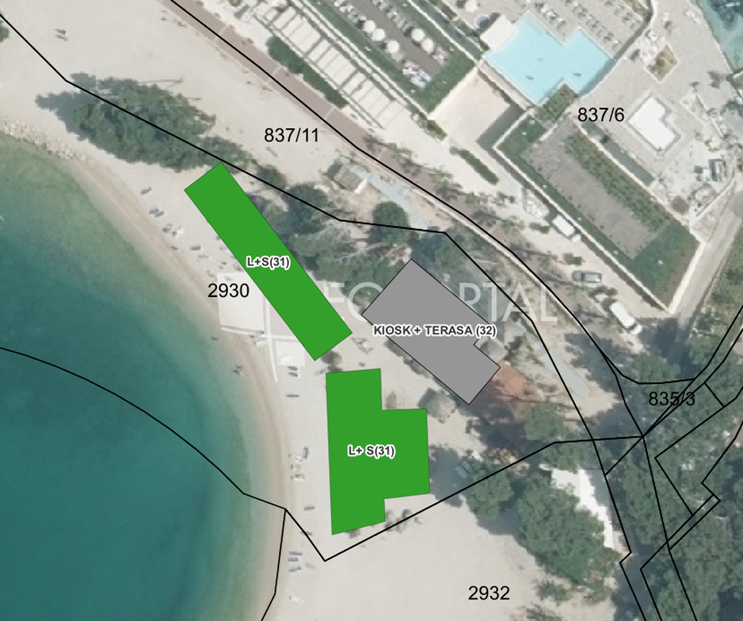 837/11
837/6
L+S(31)
2930
KIOSK + TERASA (32)
835/3
L+ S(31)
2932